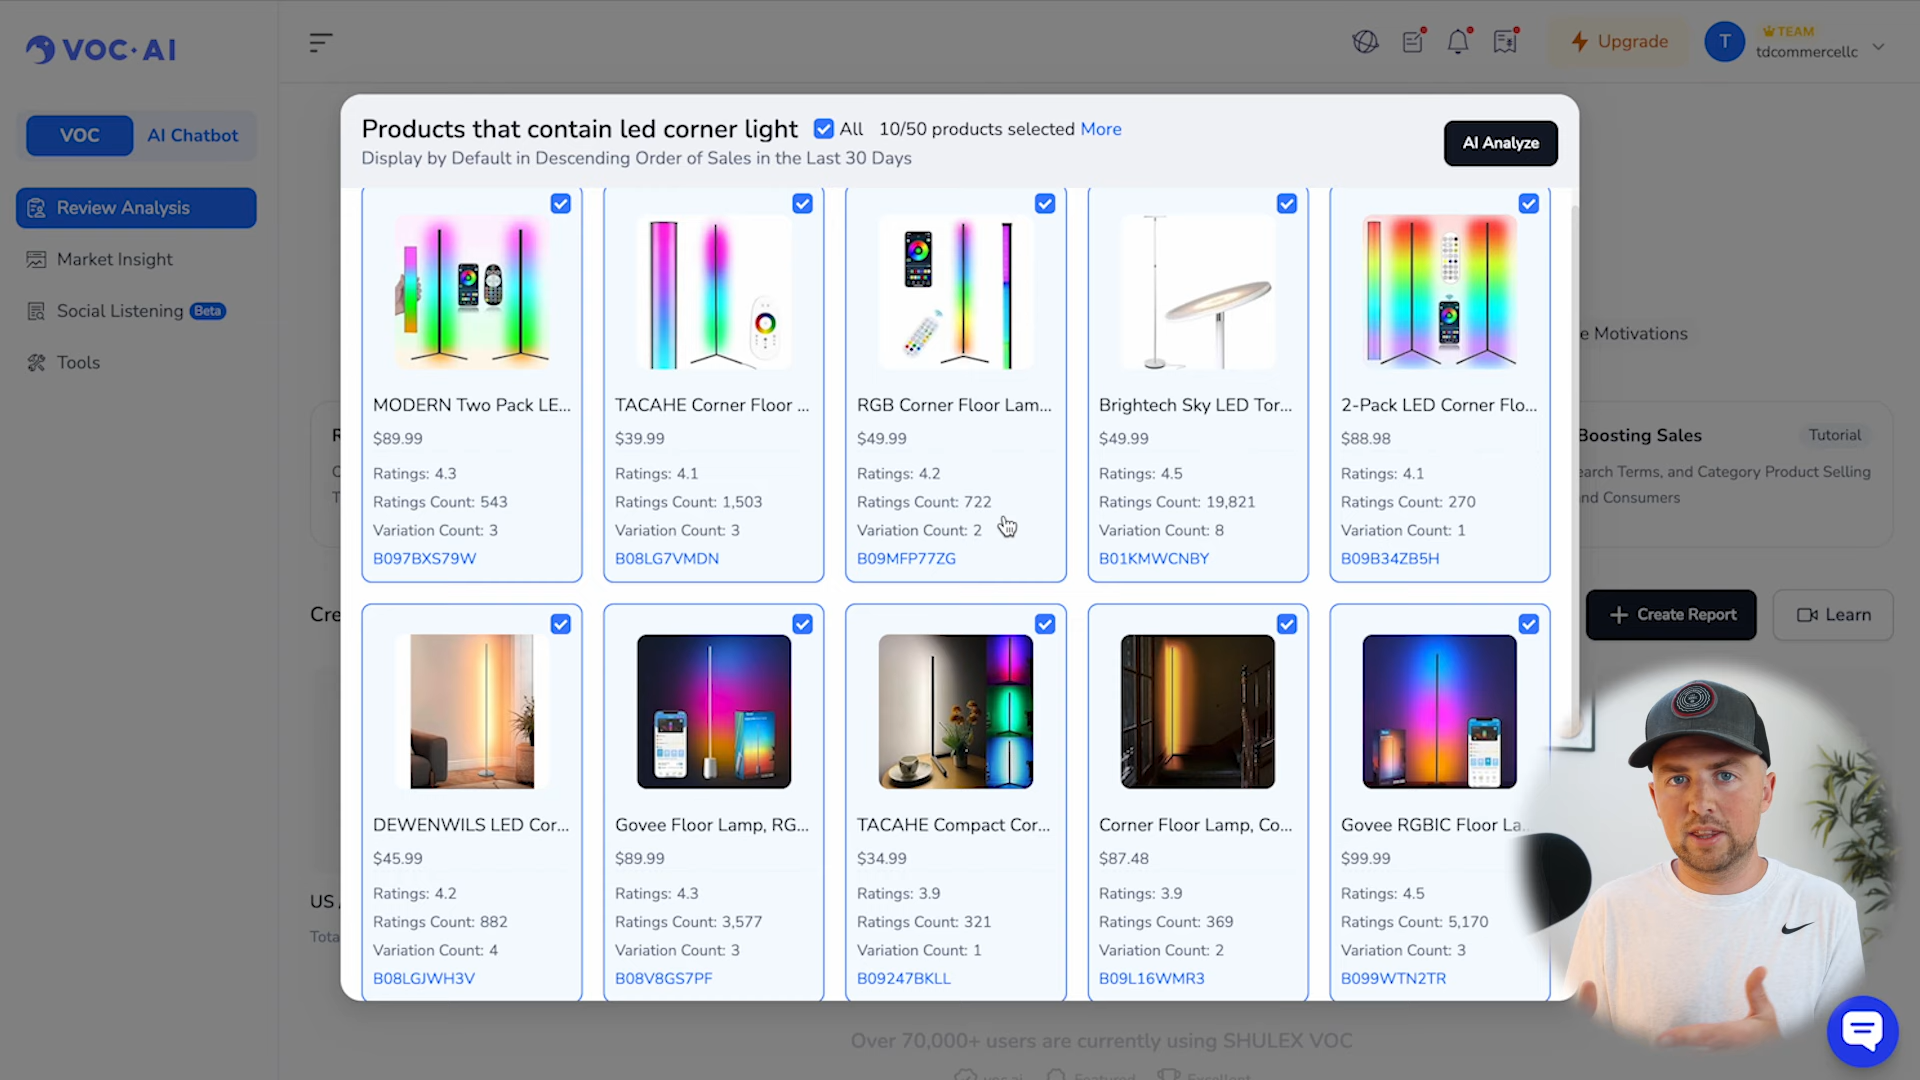 VOC·AI
Upgrade
T
TEAM
tdcommercellc
VOC
AI Chatbot
Review Analysis
Market Insight
Social Listening Beta
Tools
Products that contain led corner light All 10/50 products selected More
Display by Default in Descending Order of Sales in the Last 30 Days
AI Analyze
MODERN Two Pack LE...
$89.99
Ratings: 4.3
Ratings Count: 543
Variation Count: 3
B097BXS79W
TACAHE Corner Floor ...
$39.99
Ratings: 4.1
Ratings Count: 1,503
Variation Count: 3
B08LG7VMDN
RGB Corner Floor Lam...
$49.99
Ratings: 4.2
Ratings Count: 722
Variation Count: 2
B09MFP77ZG
Brightech Sky LED Tor...
$49.99
Ratings: 4.5
Ratings Count: 19,821
Variation Count: 8
B01KMWCNBY
2-Pack LED Corner Flo...
$88.98
Ratings: 4.1
Ratings Count: 270
Variation Count: 1
B09B34ZB5H
DEWENWILS LED Cor...
$45.99
Ratings: 4.2
Ratings Count: 882
Variation Count: 4
B08LGJWH3V
Govee Floor Lamp, RG...
$89.99
Ratings: 4.3
Ratings Count: 3,577
Variation Count: 3
B08V8GS7PF
TACAHE Compact Cor...
$34.99
Ratings: 3.9
Ratings Count: 321
Variation Count: 1
B09247BKLL
Corner Floor Lamp, Co...
$87.48
Ratings: 3.9
Ratings Count: 369
Variation Count: 2
B09L16WMR3
Govee RGBIC Floor La...
$99.99
Ratings: 4.5
Ratings Count: 5,170
Variation Count: 3
B099WTN2TR
e Motivations
Boosting Sales
Tutorial
earch Terms, and Category Product Selling
nd Consumers
Cre
Create Report
Learn
US
Tota
Over 70,000+ users are currently using SHULEX VOC
voc.ai
Featured
Excellent